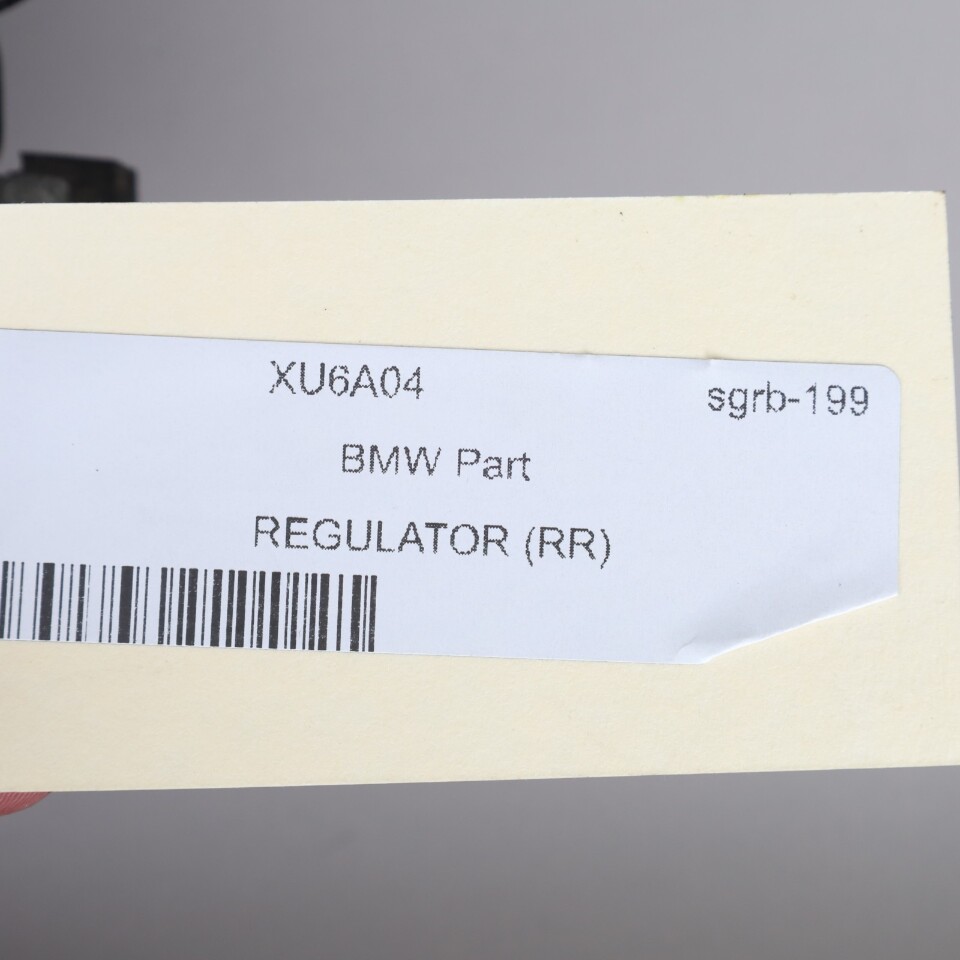 XU6A04 sgrb-199
BMW Part
REGULATOR (RR)